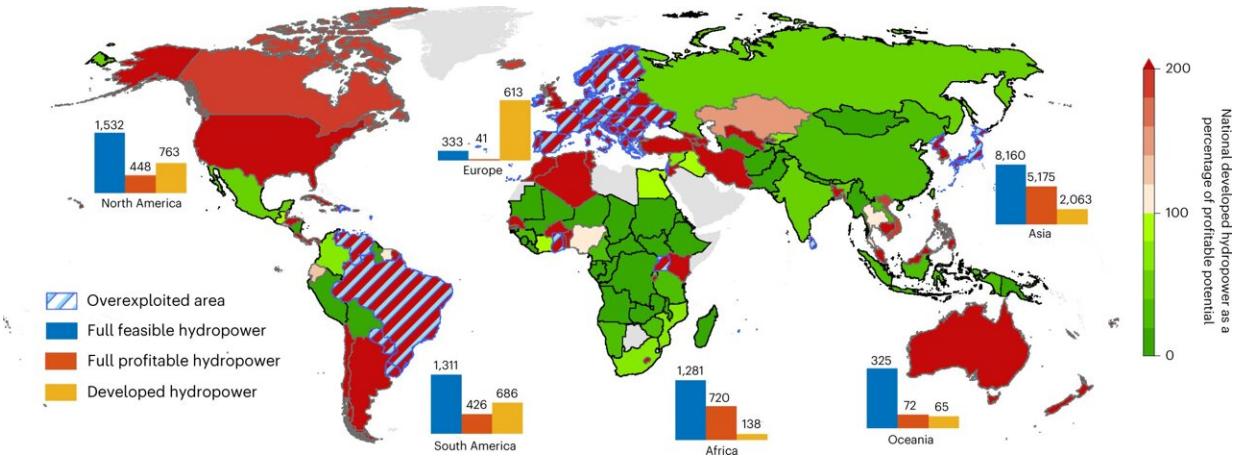 1,532
448
763
North America
333
41
613
Europe
8,160
5,175
2,063
Asia
1,311
426
686
South America
1,281
720
138
Africa
325
72
65
Oceania
Overexploited area
Full feasible hydropower
Full profitable hydropower
Developed hydropower
200
100
0
National developed hydropower as a
percentage of profitable potential